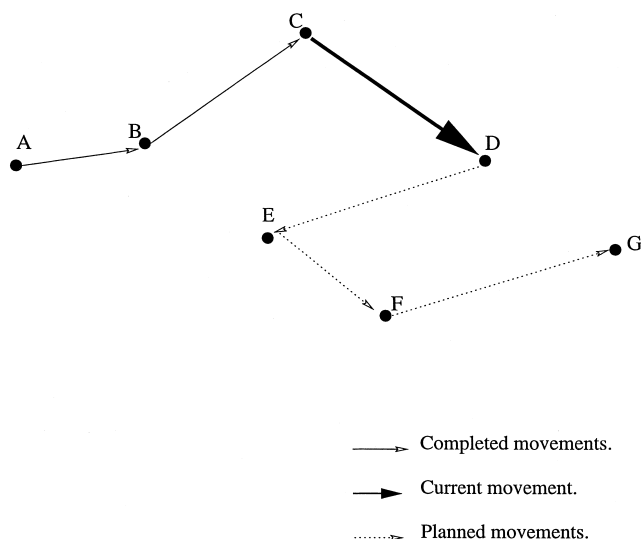 C
B
A
D
E
G
F
Completed movements.
Current movement.
Planned movements.